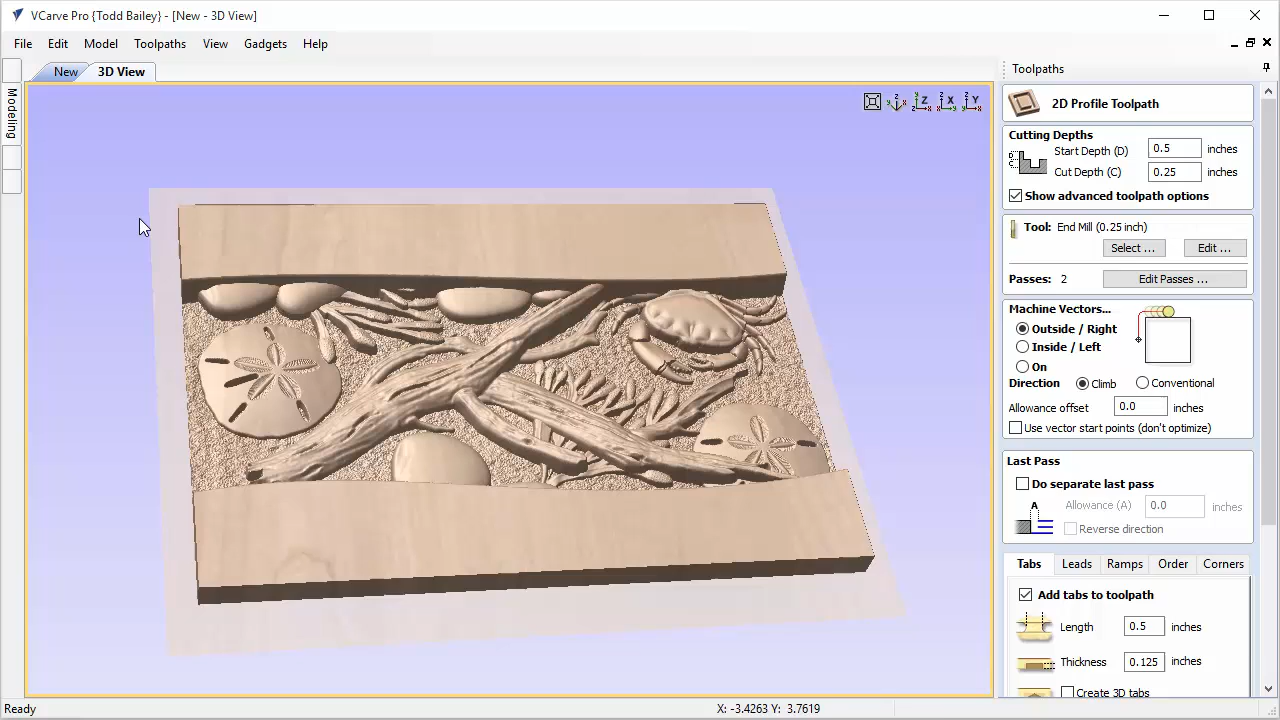 VCarve Pro {Todd Bailey} - [New - 3D View]
File Edit Model Toolpaths View Gadgets Help
New 3D View
Modeling
Z X Y
Toolpaths
2D Profile Toolpath
Cutting Depths
Start Depth (D) 0.5 inches
Cut Depth (C) 0.25 inches
Show advanced toolpath options
Tool: End Mill (0.25 inch)
Select ... Edit ...
Passes: 2 Edit Passes ...
Machine Vectors...
Outside / Right
Inside / Left
On
Direction Climb Conventional
Allowance offset 0.0 inches
Use vector start points (don't optimize)
Last Pass
Do separate last pass
A Allowance (A) 0.0 inches
Reverse direction
Tabs Leads Ramps Order Corners
Add tabs to toolpath
Length 0.5 inches
Thickness 0.125 inches
Create 3D tabs
Ready X: -3.4263 Y: 3.7619